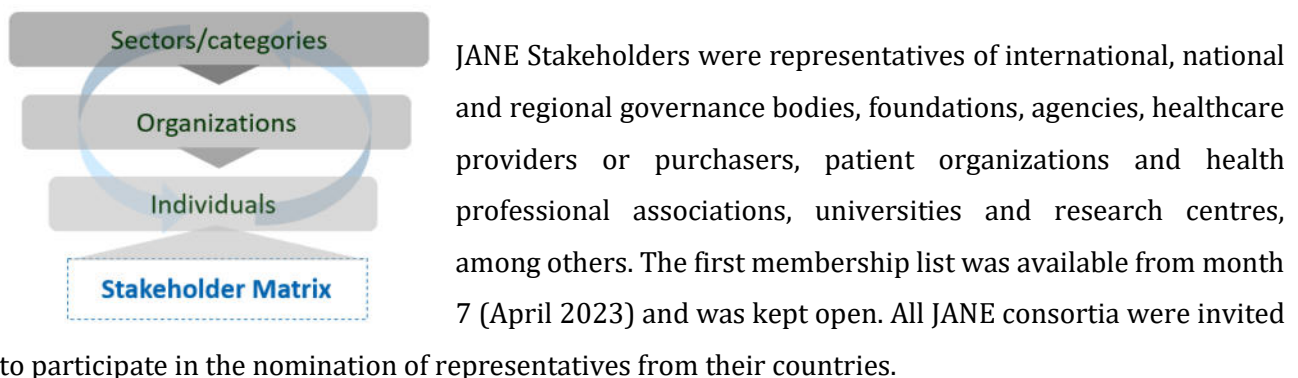 Sectors/categories
Organizations
Individuals
Stakeholder Matrix
JANE Stakeholders were representatives of international, national
and regional governance bodies, foundations, agencies, healthcare
providers or purchasers, patient organizations and health
professional associations, universities and research centres,
among others. The first membership list was available from month
7 (April 2023) and was kept open. All JANE consortia were invited
to participate in the nomination of representatives from their countries.